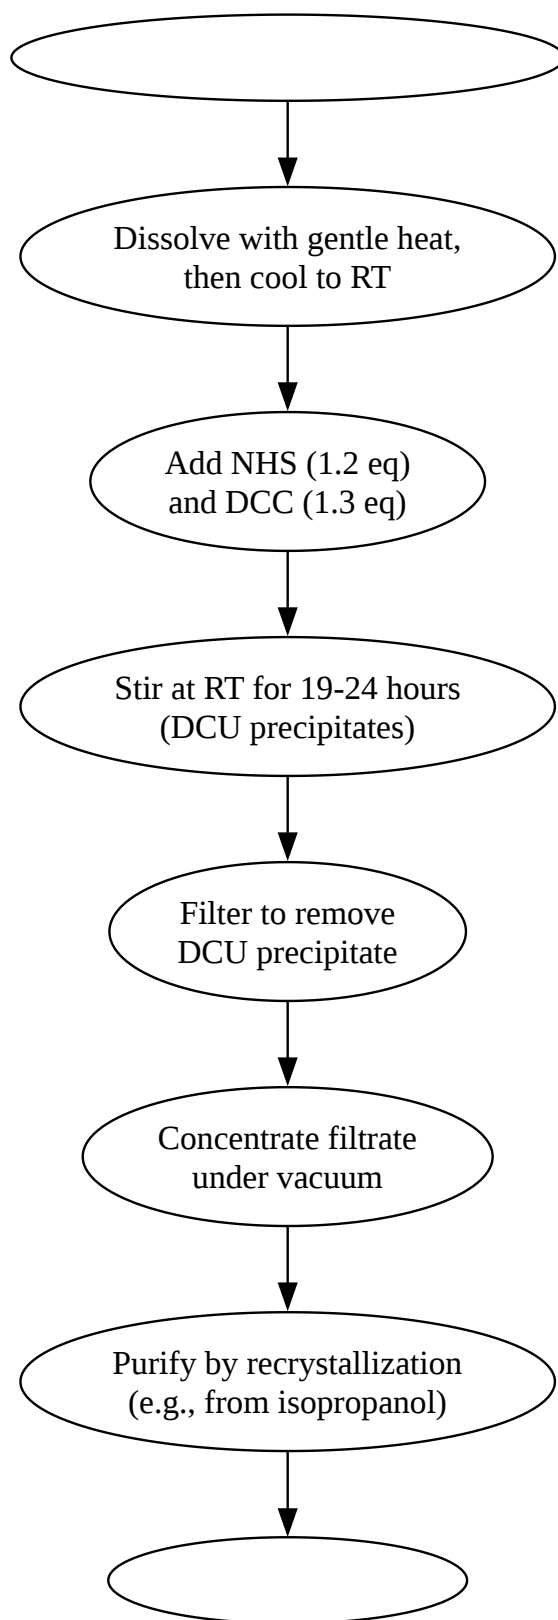 Dissolve with gentle heat,
then cool to RT
Add NHS (1.2 eq)
and DCC (1.3 eq)
Stir at RT for 19-24 hours
(DCU precipitates)
Filter to remove
DCU precipitate
Concentrate filtrate
under vacuum
Purify by recrystallization
(e.g., from isopropanol)